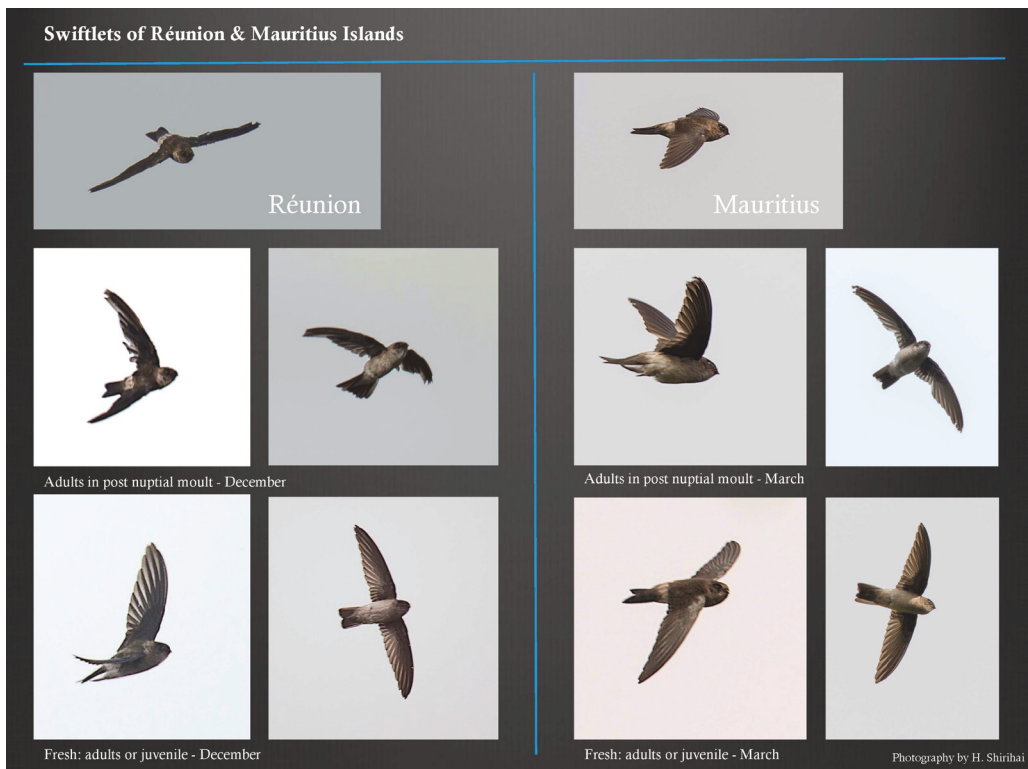 Swiftlets of Réunion & Mauritius Islands
Réunion
Mauritius
Adults in post nuptial moult - December
Adults in post nuptial moult - March
Fresh: adults or juvenile - December
Fresh: adults or juvenile - March
Photography by H. Shirihai